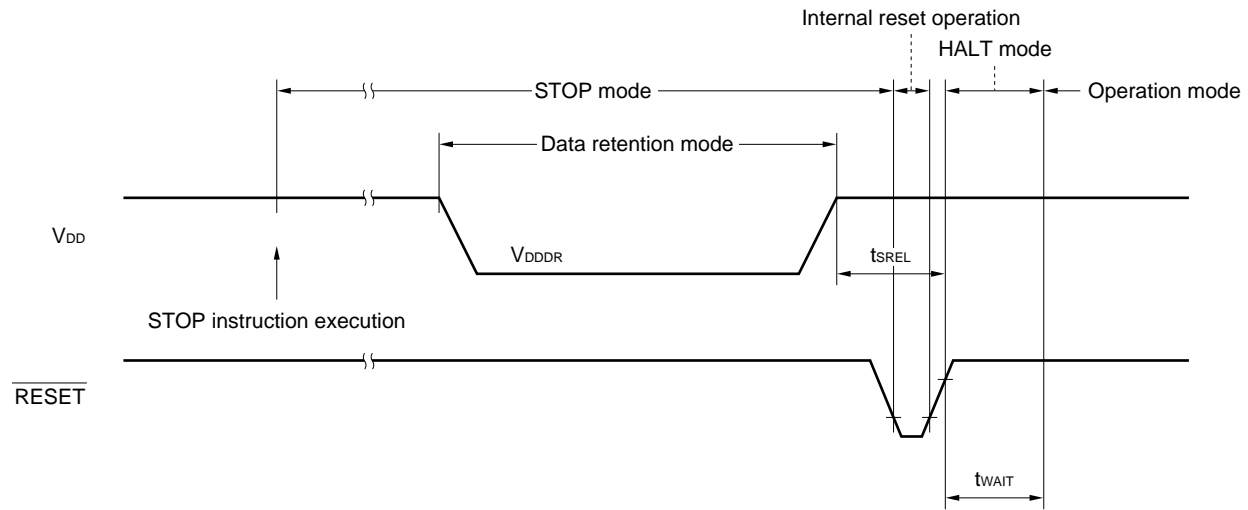 Internal reset operation
HALT mode
STOP mode
Operation mode
Data retention mode
VDD
VDDDR
tSREL
STOP instruction execution
RESET
tWAIT